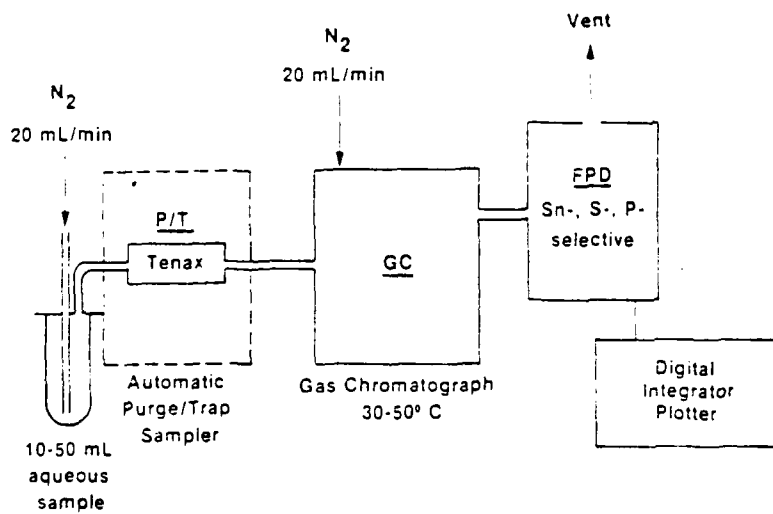 N2
20 mL/min
P/T
Tenax
Automatic
Purge/Trap
Sampler
10-50 mL
aqueous
sample
N2
20 mL/min
GC
Gas Chromatograph
30-50º C
Vent
FPD
Sn-, S-, P-
selective
Digital
Integrator
Plotter